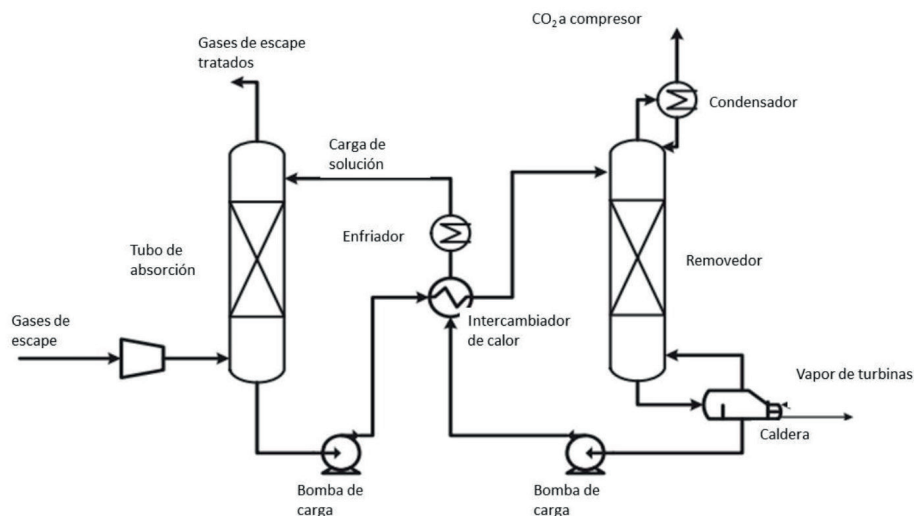 CO₂ a compresor
Gases de escape
tratados
Condensador
Carga de
solución
Enfriador
Tubo de
absorción
Removedor
Gases de
escape
Intercambiador
de calor
Vapor de turbinas
Caldera
Bomba de
carga
Bomba de
carga